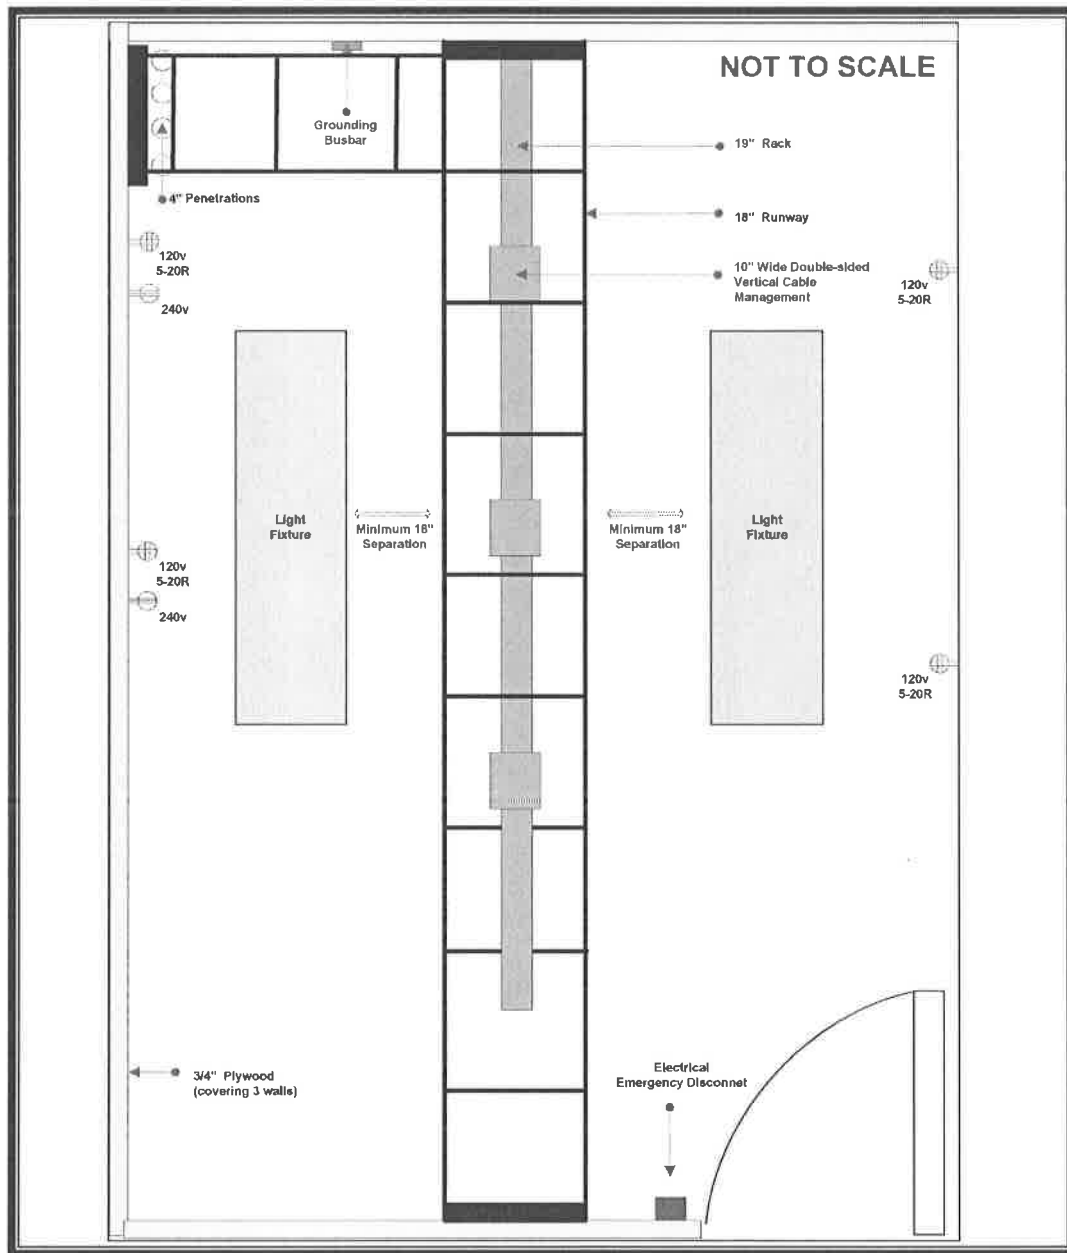 NOT TO SCALE
Grounding
Busbar
19" Rack
4" Penetrations
18" Runway
120v
5-20R
10" Wide Double-sided
Vertical Cable
Management
120v
5-20R
240v
Light
Fixture
Minimum 18"
Separation
Minimum 18"
Separation
Light
Fixture
120v
5-20R
240v
120v
5-20R
3/4" Plywood
(covering 3 walls)
Electrical
Emergency Disconnet